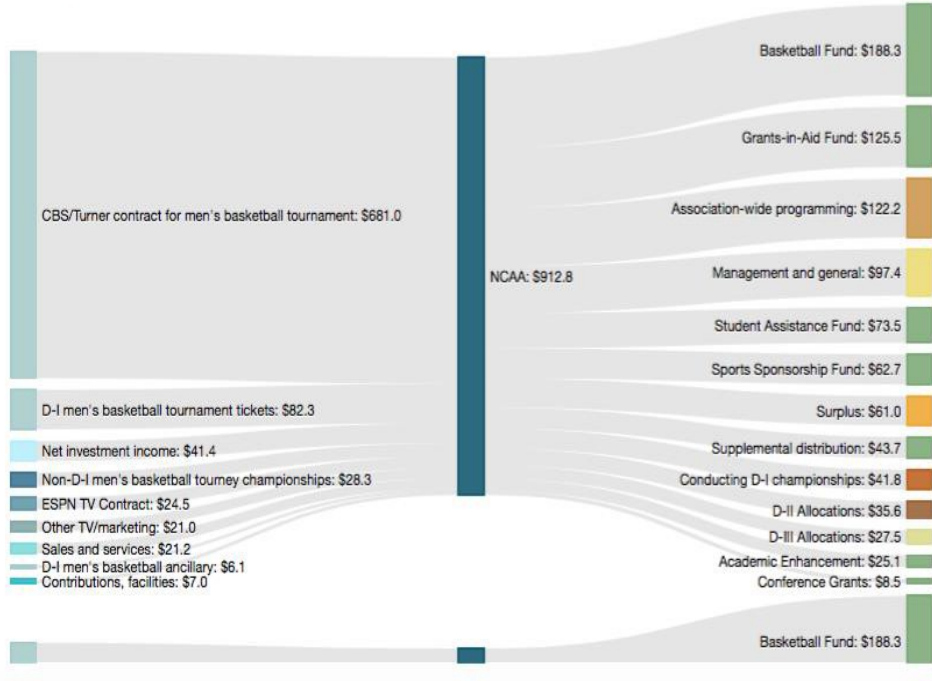 CBS/Turner contract for men's basketball tournament: $681.0
D-I men's basketball tournament tickets: $82.3
Net investment income: $41.4
Non-D-I men's basketball tourney championships: $28.3
ESPN TV Contract: $24.5
Other TV/marketing: $21.0
Sales and services: $21.2
D-I men's basketball ancillary: $6.1
Contributions, facilities: $7.0
NCAA: $912.8
Basketball Fund: $188.3
Grants-in-Aid Fund: $125.5
Association-wide programming: $122.2
Management and general: $97.4
Student Assistance Fund: $73.5
Sports Sponsorship Fund: $62.7
Surplus: $61.0
Supplemental distribution: $43.7
Conducting D-I championships: $41.8
D-II Allocations: $35.6
D-III Allocations: $27.5
Academic Enhancement: $25.1
Conference Grants: $8.5
Basketball Fund: $188.3